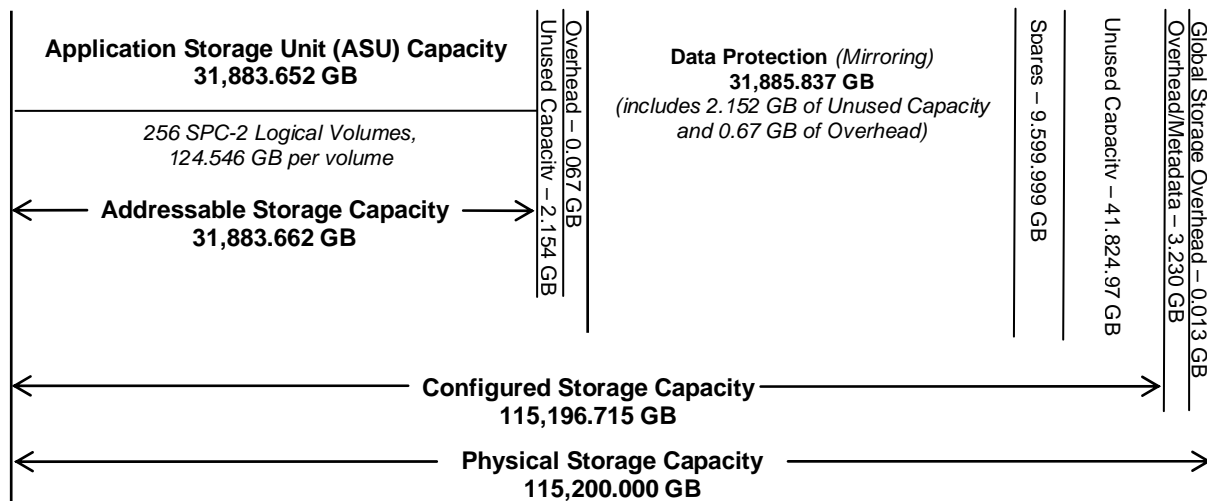 Application Storage Unit (ASU) Capacity
31,883.652 GB
256 SPC-2 Logical Volumes,
124.546 GB per volume
Addressable Storage Capacity
31,883.662 GB
Unused Capacity – 2.154 GB
Overhead – 0.067 GB
Data Protection (Mirroring)
31,885.837 GB
(includes 2.152 GB of Unused Capacity
and 0.67 GB of Overhead)
Spares – 9.599.999 GB
Unused Capacity – 41.824.97 GB
Overhead/Metadata – 3.230 GB
Global Storage Overhead – 0.013 GB
Configured Storage Capacity
115,196.715 GB
Physical Storage Capacity
115,200.000 GB